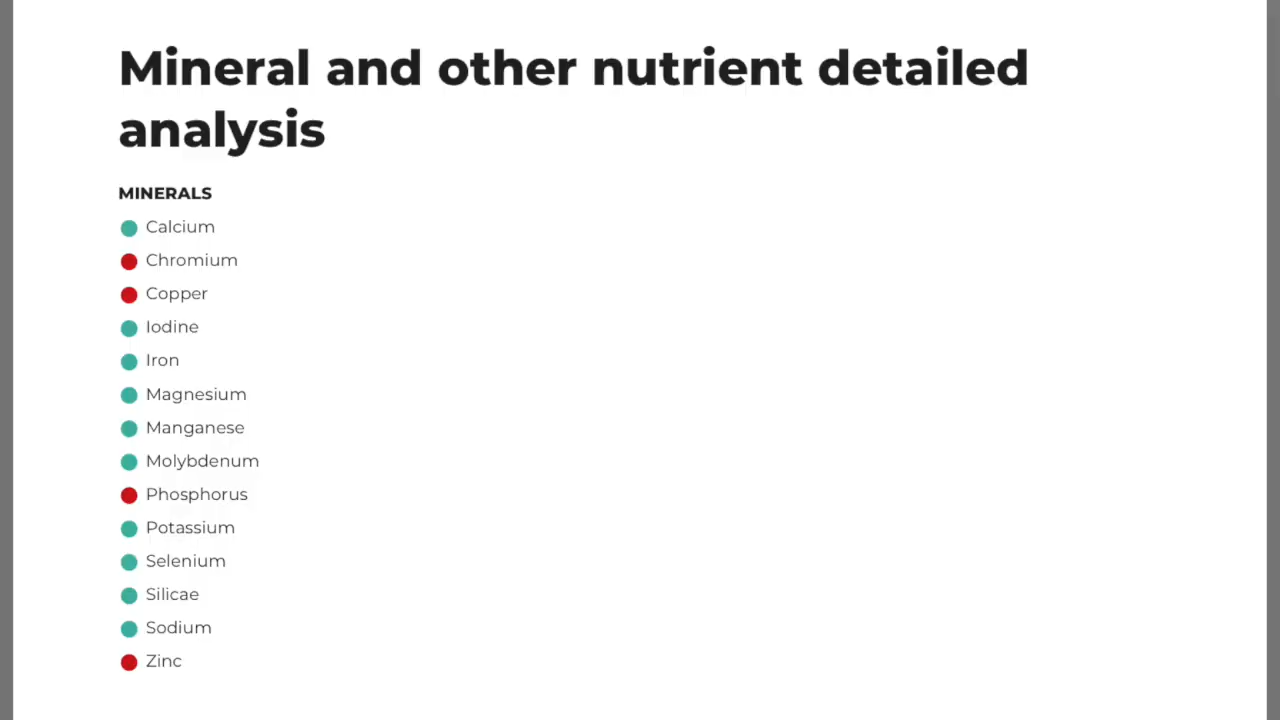 Mineral and other nutrient detailed
analysis
MINERALS
Calcium
Chromium
Copper
Iodine
Iron
Magnesium
Manganese
Molybdenum
Phosphorus
Potassium
Selenium
Silicae
Sodium
Zinc